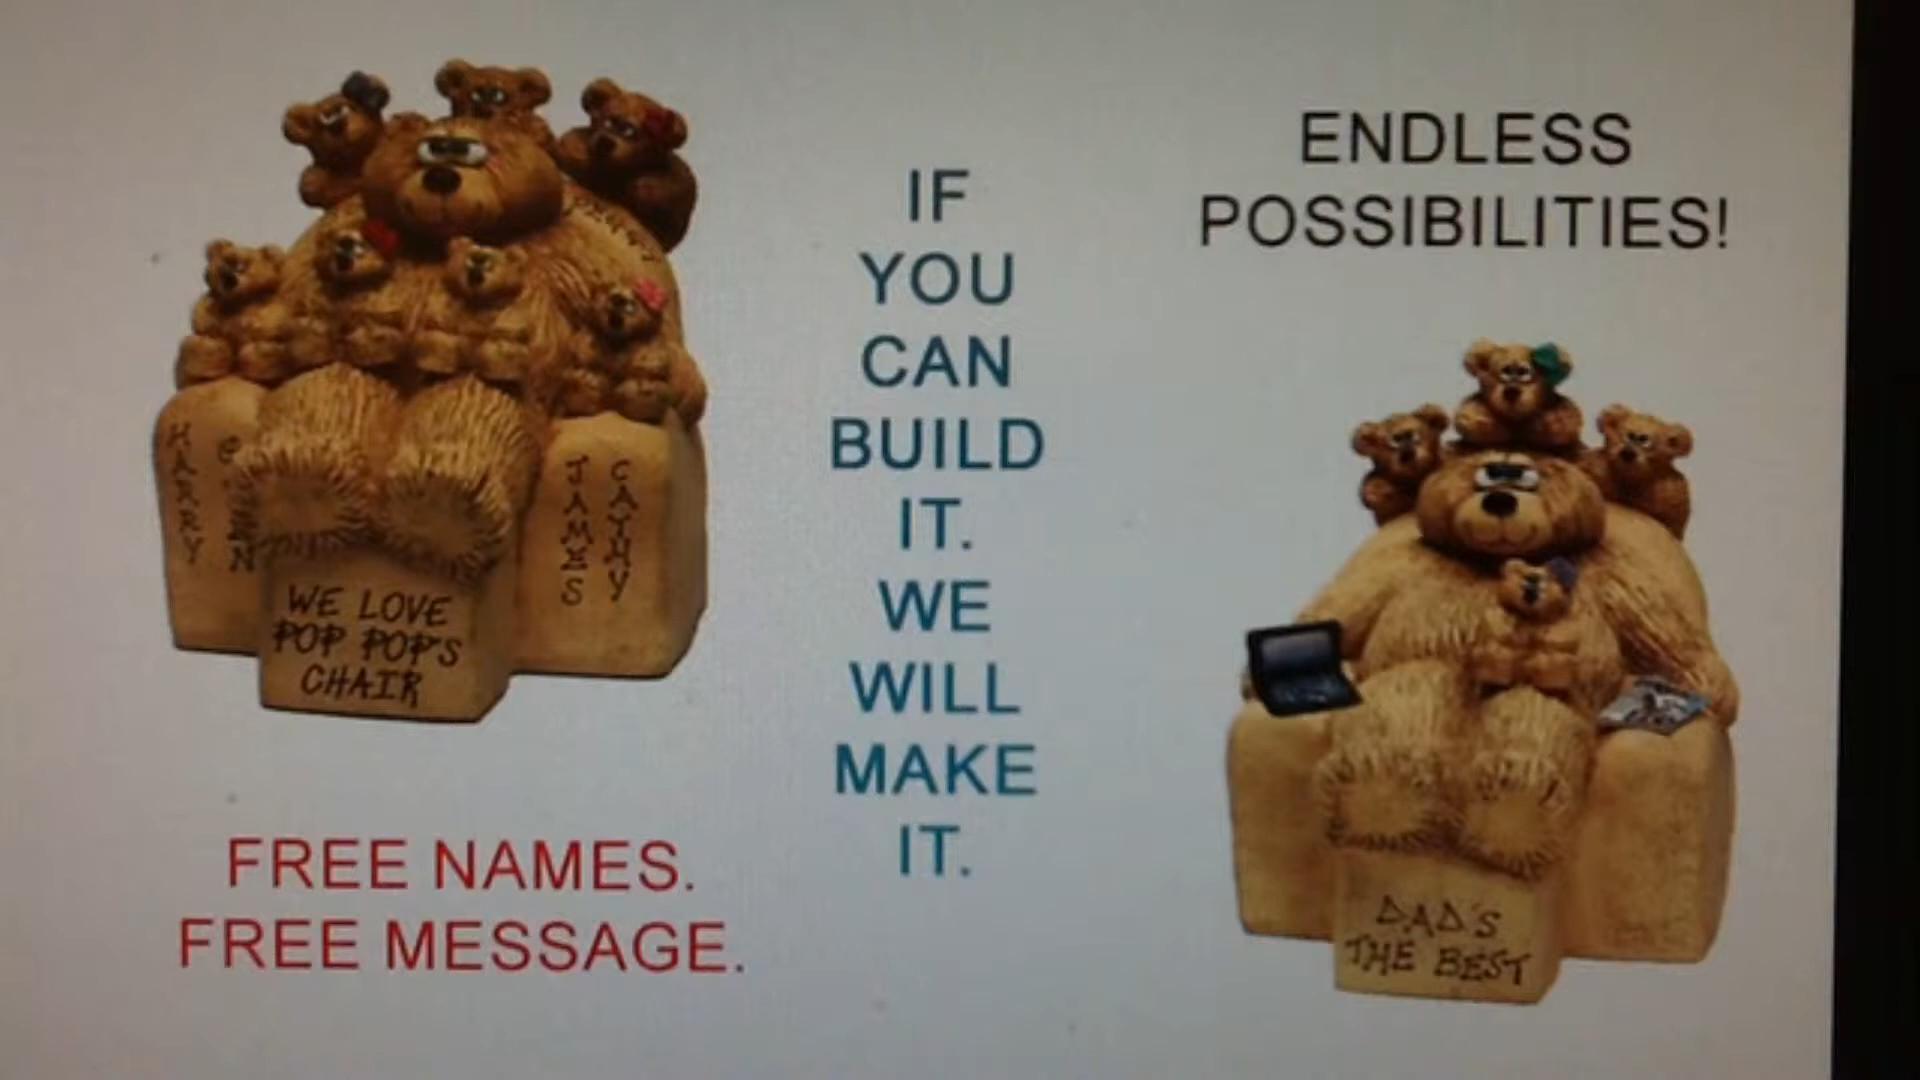 HARRY
JAMES
CATHY
WE LOVE
POP POP'S
CHAIR
FREE NAMES.
FREE MESSAGE.
IF
YOU
CAN
BUILD
IT.
WE
WILL
MAKE
IT.
ENDLESS
POSSIBILITIES!
DAD'S
THE BEST